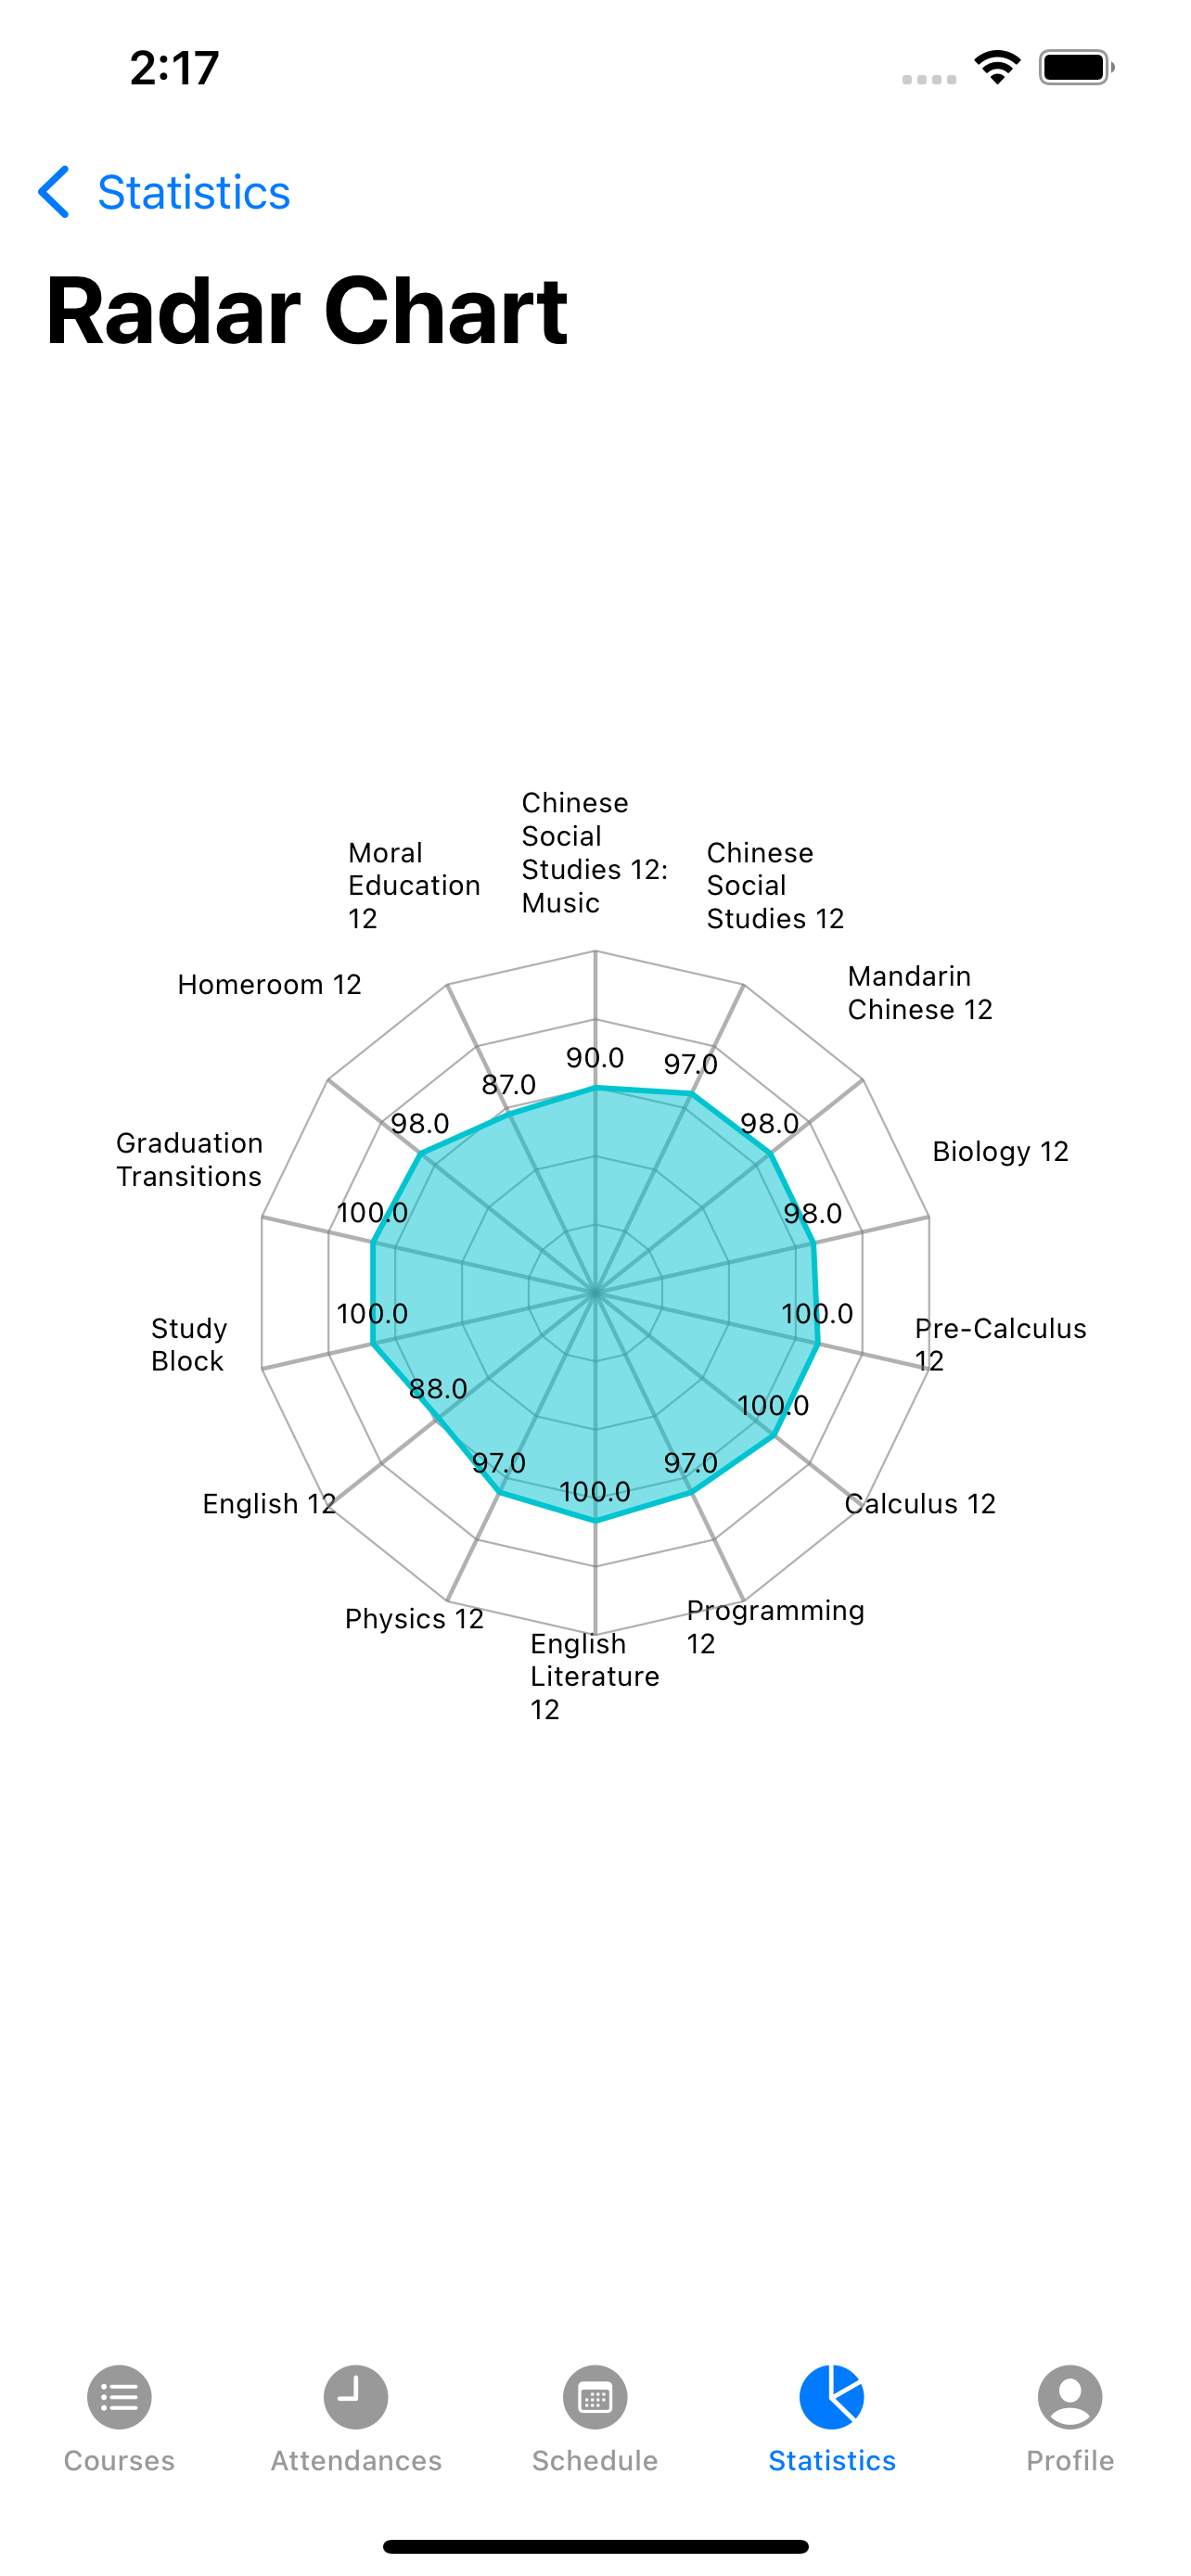 2:17
Statistics
Radar Chart
Chinese
Social
Studies 12:
Music
Moral
Education
12
Chinese
Social
Studies 12
Homeroom 12
Mandarin
Chinese 12
90.0
97.0
87.0
98.0
98.0
Graduation
Transitions
Biology 12
100.0
98.0
100.0
100.0
Study
Block
Pre-Calculus
12
88.0
100.0
97.0
97.0
100.0
English 12
Calculus 12
Physics 12
Programming
12
English
Literature
12
Courses
Attendances
Schedule
Statistics
Profile